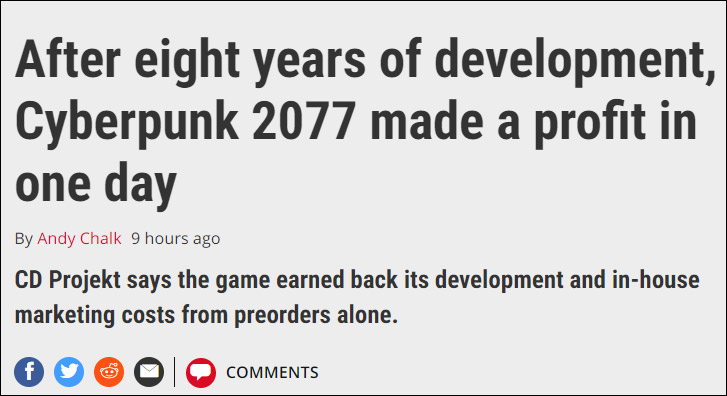 After eight years of development,
Cyberpunk 2077 made a profit in
one day
By Andy Chalk 9 hours ago
CD Projekt says the game earned back its development and in-house
marketing costs from preorders alone.
f COMMENTS